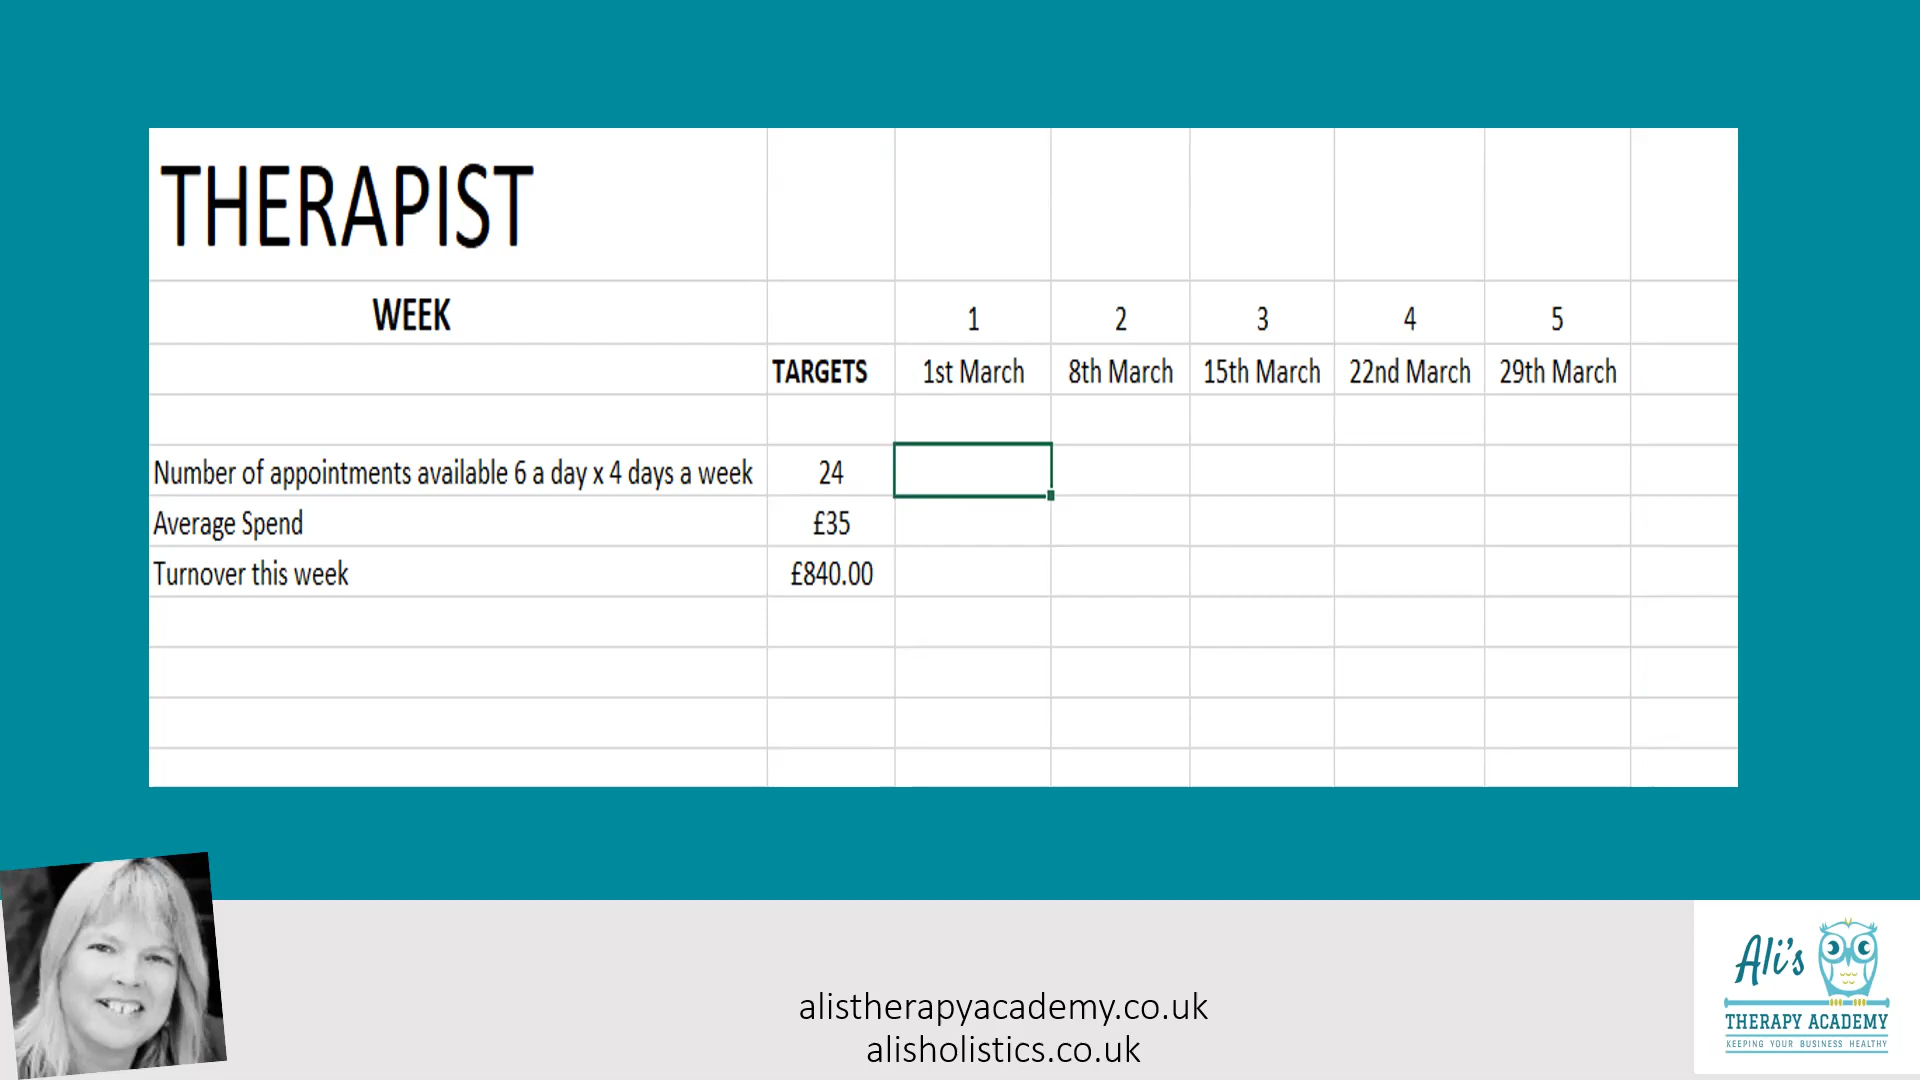 THERAPIST
WEEK 1 2 3 4 5
TARGETS 1st March 8th March 15th March 22nd March 29th March
Number of appointments available 6 a day x 4 days a week 24
Average Spend £35
Turnover this week £840.00
alistherapyacademy.co.uk
alisholistics.co.uk
Ali's
THERAPY ACADEMY
KEEPING YOUR BUSINESS HEALTHY